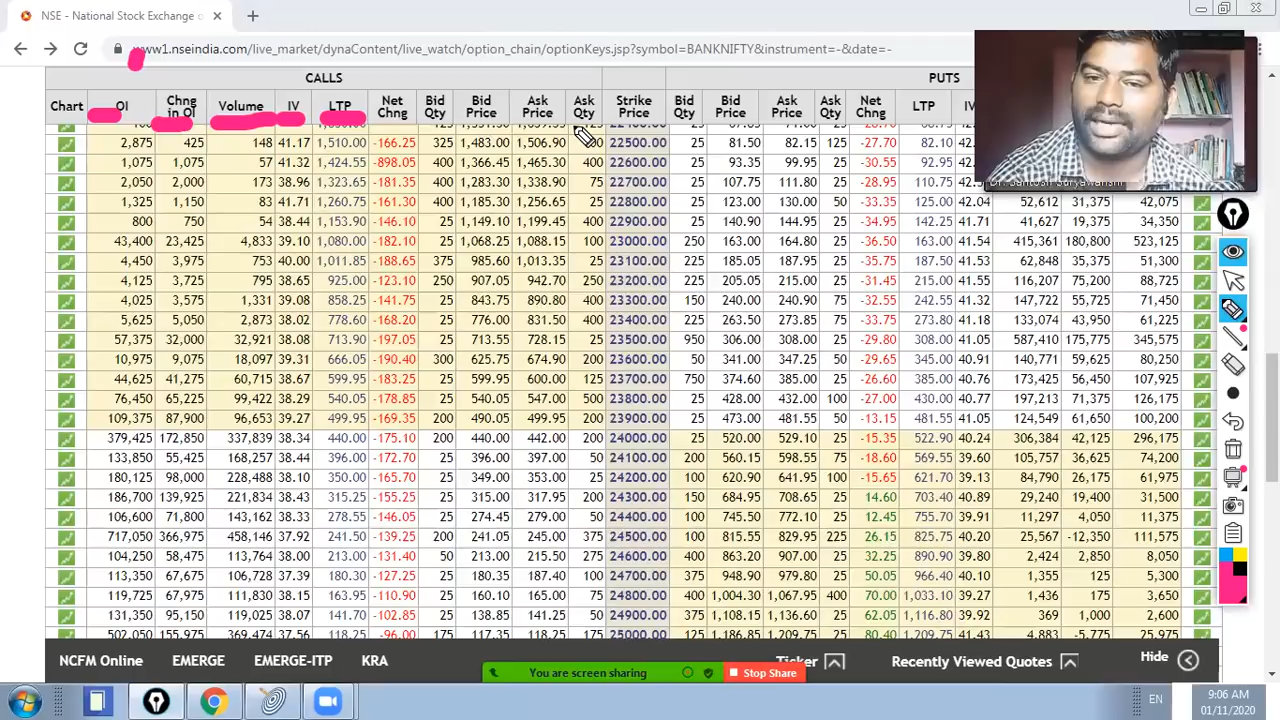 NSE - National Stock Exchange of
www1.nseindia.com/live_market/dynaContent/live_watch/option_chain/optionKeys.jsp?symbol=BANKNIFTY&instrument=-&date=-
CALLS PUTS
Chart OI Chng in OI Volume IV LTP Net Chng Bid Qty Bid Price Ask Price Ask Qty Strike Price Bid Qty Bid Price Ask Price Ask Qty Net Chng LTP IV
2,875 425 149 41.17 1,510.00 -166.25 325 1,483.00 1,506.90 22500.00 25 81.50 82.15 125 -27.70 82.10
1,075 1,075 57 41.32 1,424.55 -898.05 400 1,366.45 1,465.30 400 22600.00 25 93.35 99.95 25 -30.55 92.95
2,050 2,000 173 38.96 1,323.65 -181.35 400 1,283.30 1,338.90 75 22700.00 25 107.75 111.80 25 -28.95 110.75
1,325 1,150 83 41.71 1,260.75 -161.30 400 1,185.30 1,256.65 25 22800.00 25 123.00 130.00 50 -33.35 125.00 42.04 52,612 31,375 42,075
800 750 54 38.08 1,153.90 -146.10 25 1,149.10 1,199.45 400 22900.00 25 140.90 144.95 25 -34.95 142.25 41.71 41,627 19,375 34,350
43,400 23,425 4,833 39.10 1,080.00 -182.10 25 1,068.25 1,083.15 100 23000.00 250 163.00 164.80 25 -36.50 163.00 41.54 415,361 180,800 523,125
4,450 3,975 753 40.00 1,011.85 -188.65 375 985.60 1,033.35 25 23100.00 225 185.05 187.95 25 -35.75 187.50 41.53 62,848 35,375 51,300
4,125 3,725 795 38.65 925.00 -123.10 250 907.00 942.70 250 23200.00 225 205.05 215.00 25 -31.45 215.00 41.55 116,207 75,200 88,725
4,025 3,575 1,331 39.08 858.25 -141.75 25 843.75 890.80 400 23300.00 150 240.00 240.90 75 -32.55 242.55 41.32 147,722 55,725 71,450
5,625 5,050 2,873 38.62 778.60 -168.20 25 776.00 831.50 400 23400.00 225 263.50 273.85 75 -33.75 273.80 41.18 133,074 43,950 61,225
57,375 32,000 32,921 38.08 713.90 -197.05 25 713.55 728.15 25 23500.00 950 306.00 308.00 25 -29.80 308.00 41.05 587,410 175,775 345,575
10,975 9,075 18,097 39.31 666.05 -190.40 300 625.75 674.90 200 23600.00 50 341.00 347.25 50 -29.65 345.00 40.91 140,771 59,625 80,250
44,625 41,275 60,715 38.67 599.95 -183.25 25 599.95 600.00 125 23700.00 750 374.60 385.00 25 -26.60 385.00 40.76 173,425 56,450 107,925
76,450 65,225 99,422 38.29 540.05 -178.85 25 540.05 547.00 500 23800.00 25 428.00 432.00 100 -27.00 430.00 40.77 197,213 71,375 126,175
109,375 87,900 96,653 39.27 499.95 -169.35 200 490.05 499.95 200 23900.00 25 473.00 481.55 50 -13.15 481.55 41.05 124,549 61,650 100,200
379,425 172,850 337,839 38.34 440.00 -175.10 200 440.00 442.00 200 24000.00 25 520.00 529.10 25 -15.35 522.90 40.24 306,384 42,125 296,175
133,850 55,425 168,257 38.44 396.00 -172.70 25 396.00 397.00 50 24100.00 200 560.15 598.55 75 -18.60 569.55 39.60 105,757 36,625 74,200
180,125 98,000 228,488 38.10 350.00 -165.70 25 349.00 353.00 25 24200.00 100 620.90 641.95 100 -15.65 621.70 39.13 84,790 26,175 61,975
186,700 139,925 221,834 38.43 315.25 -155.25 25 315.00 317.95 200 24300.00 150 684.95 708.65 25 14.60 703.40 40.89 29,240 19,400 31,500
106,600 71,800 143,162 38.33 278.55 -146.05 25 274.45 279.00 50 24400.00 100 745.50 772.10 25 12.45 755.70 39.91 11,297 4,050 11,375
717,050 366,975 458,146 37.92 241.50 -139.25 200 241.05 245.00 375 24500.00 100 815.55 829.95 225 26.15 825.75 40.20 25,567 -12,350 111,575
104,250 58,475 113,764 38.00 213.00 -131.40 50 213.00 215.50 275 24600.00 400 863.20 907.00 25 32.25 890.90 39.80 2,424 2,850 8,050
113,350 67,675 106,728 37.39 180.30 -127.25 25 180.35 187.40 100 24700.00 375 948.90 979.80 25 50.05 966.40 40.10 1,355 125 5,300
119,725 67,975 111,830 38.15 163.95 -110.90 25 160.10 165.00 75 24800.00 400 1,004.30 1,067.95 400 70.00 1,033.10 39.27 1,436 175 3,650
131,350 95,150 119,025 38.07 141.70 -102.85 25 138.85 141.25 50 24900.00 375 1,108.15 1,136.60 25 62.05 1,116.80 39.92 369 1,000 2,600
502,050 155,975 369,474 37.56 118.25 -96.00 175 117.35 118.25 75 25000.00 125 1,186.85 1,209.75 25 80.40 1,209.75 41.43 4,883 -5,775 25,975
NCFM Online EMERGE EMERGE-ITP KRA Ticker Recently Viewed Quotes Hide
You are screen sharing Stop Share
EN
9:06 AM
01/11/2020